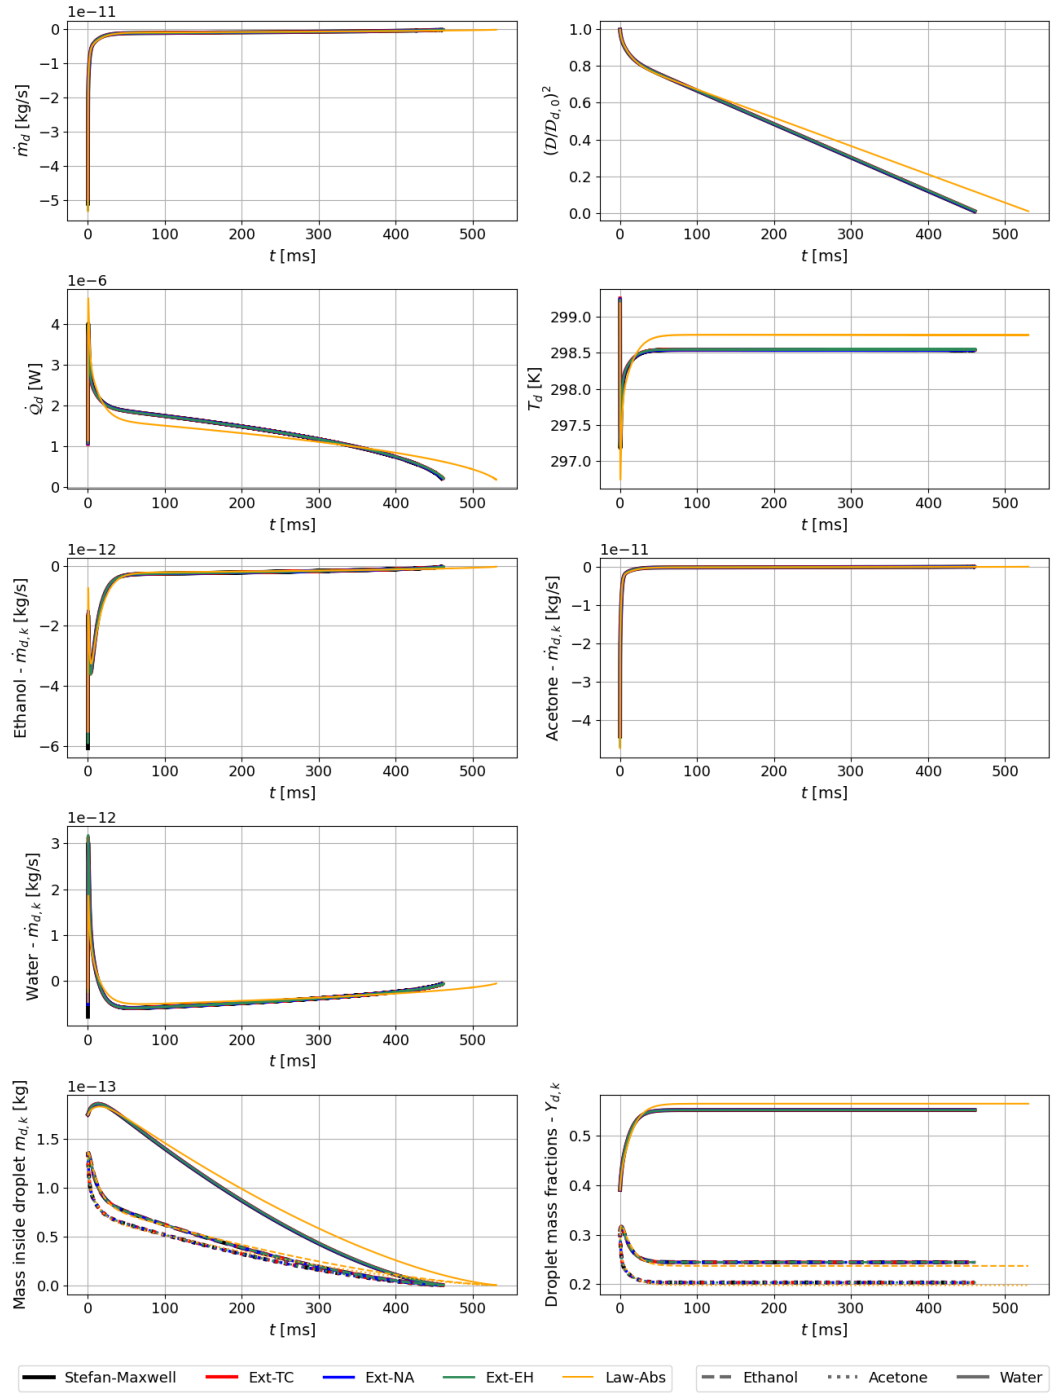 1e−11
0
−1
−2
−3
−4
−5
ṁ_d [kg/s]
0 100 200 300 400 500
t [ms]
1.0
0.8
0.6
0.4
0.2
0.0
(D/D_{d,0})²
0 100 200 300 400 500
t [ms]
1e−6
4
3
2
1
0
Q̇_d [W]
0 100 200 300 400 500
t [ms]
299.0
298.5
298.0
297.5
297.0
T_d [K]
0 100 200 300 400 500
t [ms]
1e−12
0
−2
−4
−6
Ethanol - ṁ_{d,k} [kg/s]
0 100 200 300 400 500
t [ms]
1e−11
0
−1
−2
−3
−4
Acetone - ṁ_{d,k} [kg/s]
0 100 200 300 400 500
t [ms]
1e−12
3
2
1
0
Water - ṁ_{d,k} [kg/s]
0 100 200 300 400 500
t [ms]
1e−13
1.5
1.0
0.5
0.0
Mass inside droplet m_{d,k} [kg]
0 100 200 300 400 500
t [ms]
0.5
0.4
0.3
0.2
Droplet mass fractions - Y_{d,k}
0 100 200 300 400 500
t [ms]
Stefan-Maxwell Ext-TC Ext-NA Ext-EH Law-Abs Ethanol Acetone Water